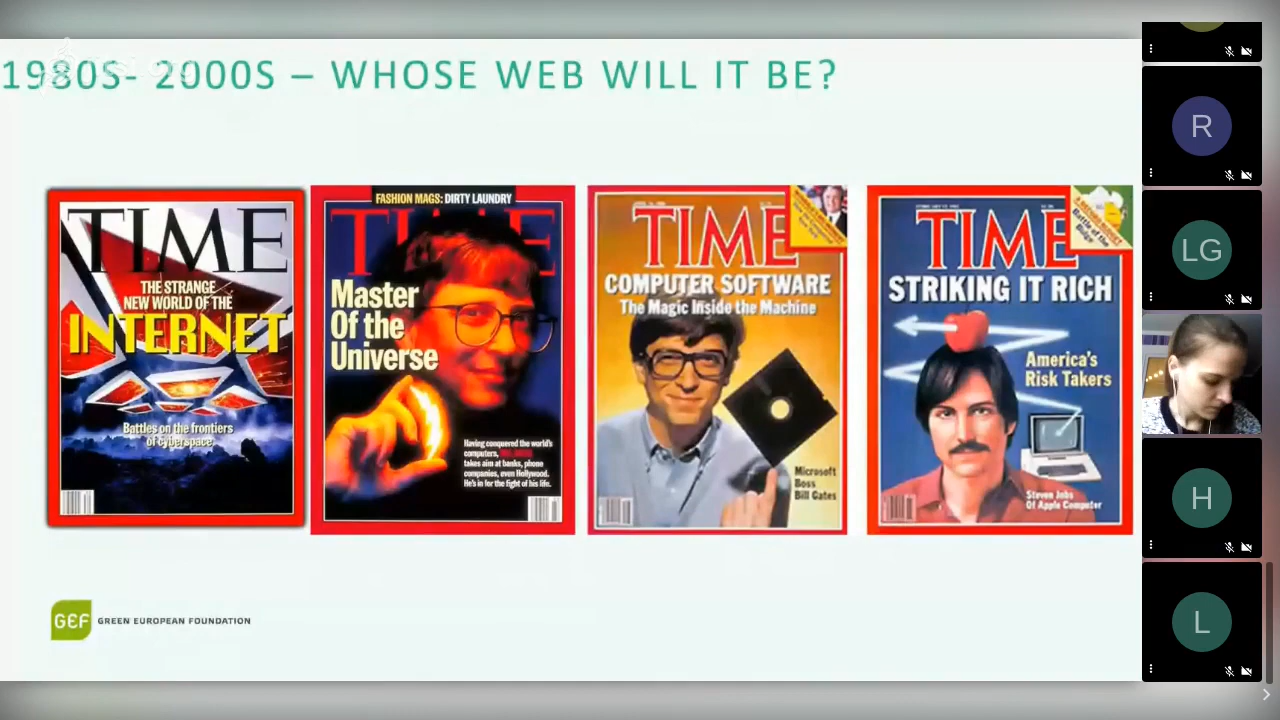 1980S- 2000S – WHOSE WEB WILL IT BE?
TIME
THE STRANGE
NEW WORLD OF THE
INTERNET
Battles on the frontiers
of cyberspace
FASHION MAGS: DIRTY LAUNDRY
TIME
Master
Of the
Universe
Having conquered the world's
computers,
takes aim at banks, phone
companies, even Hollywood.
He's in for the fight of his life.
TIME
COMPUTER SOFTWARE
The Magic Inside the Machine
Microsoft
Boss
Bill Gates
TIME
STRIKING IT RICH
America's
Risk Takers
Steven Jobs
Of Apple Computer
GEF GREEN EUROPEAN FOUNDATION
R
LG
H
L